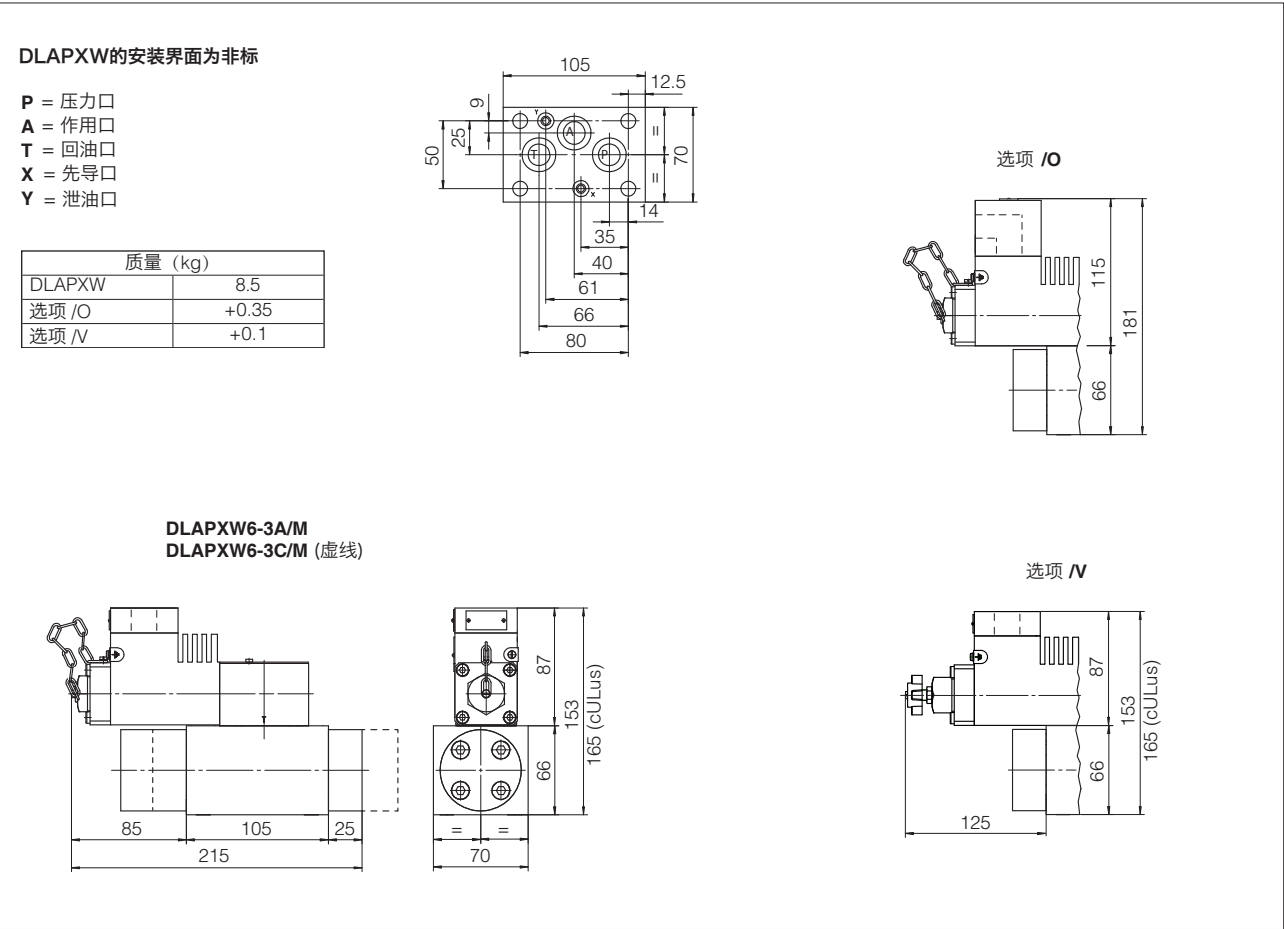 DLAPXW的安装界面为非标
P = 压力口
A = 作用口
T = 回油口
X = 先导口
Y = 泄油口
质量（kg）
DLAPXW 8.5
选项 /O +0.35
选项 /V +0.1
105
12.5
9
25
50
Y
A
T
P
X
=
=
70
14
35
40
61
66
80
选项 /O
115
181
66
DLAPXW6-3A/M
DLAPXW6-3C/M (虚线)
85
105
25
215
87
153
165 (cULus)
66
= =
70
选项 /V
87
153
165 (cULus)
66
125